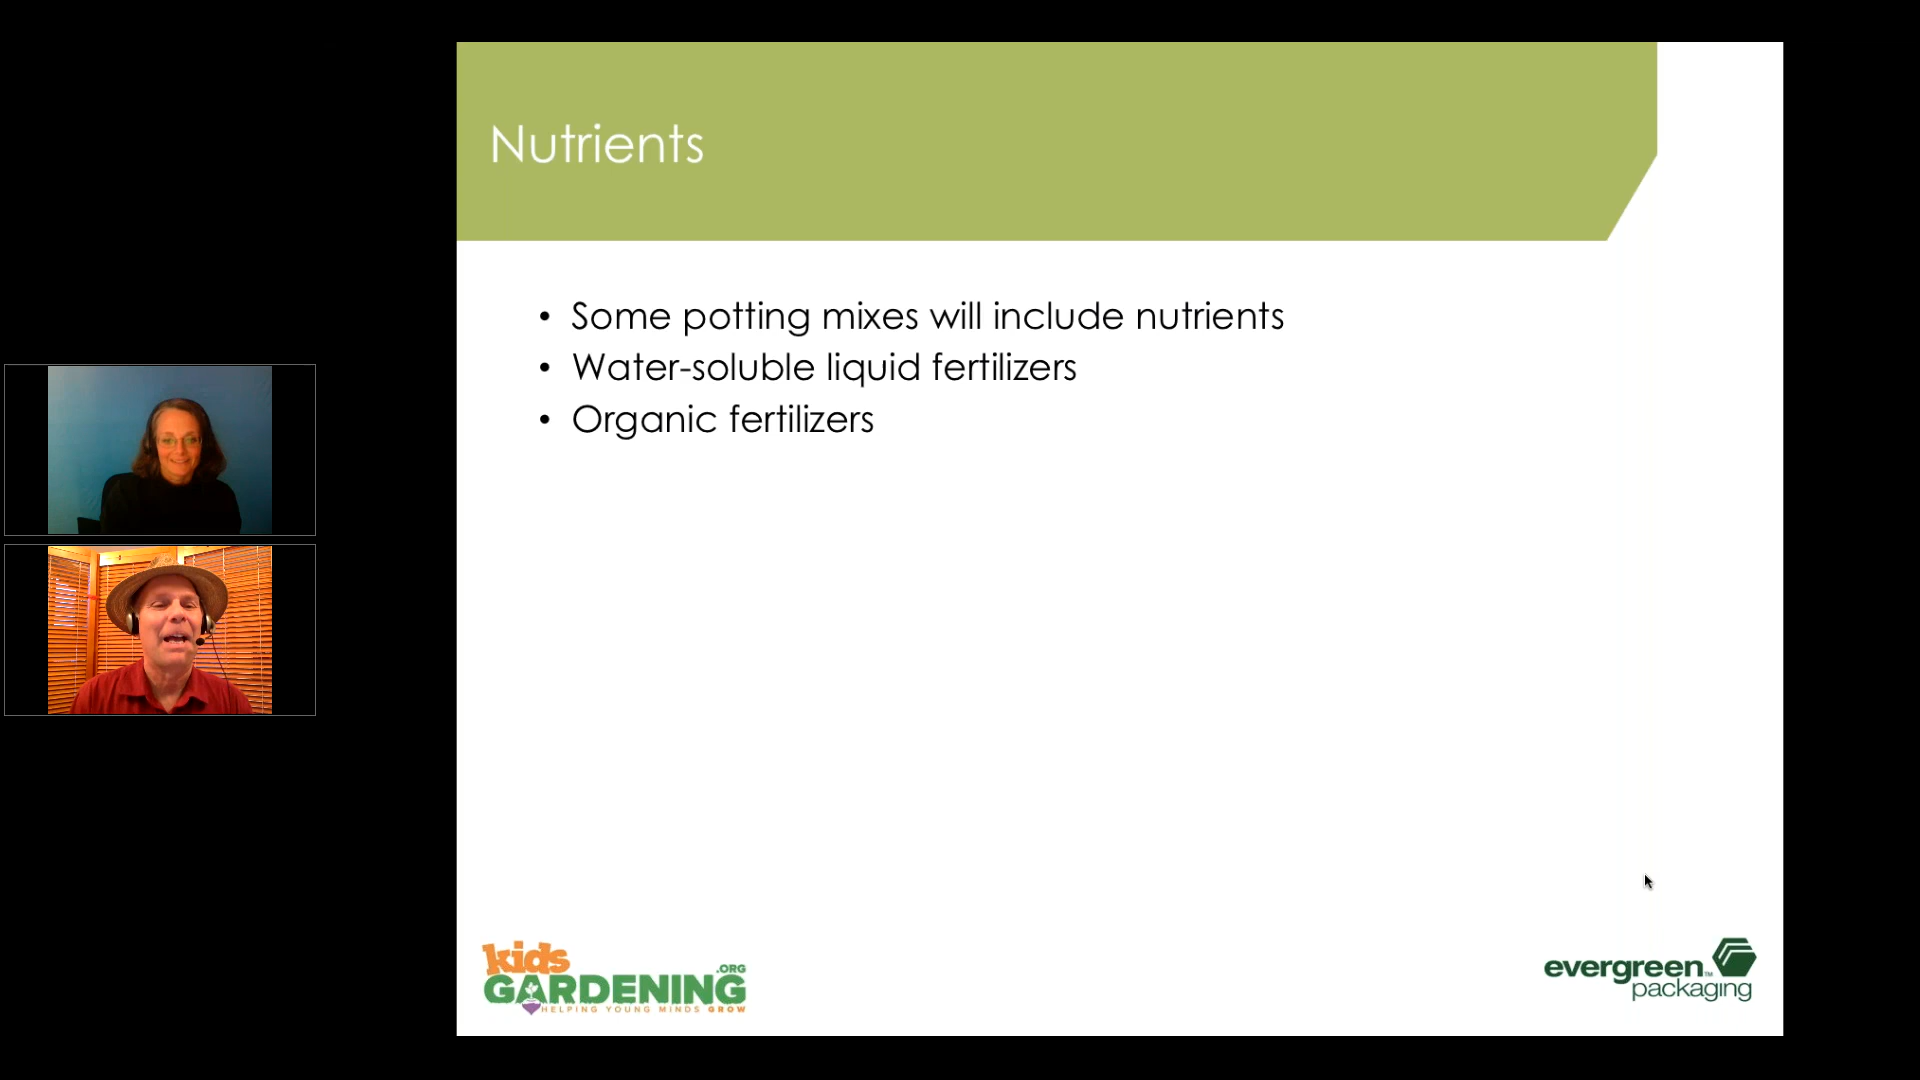 Nutrients
• Some potting mixes will include nutrients
• Water-soluble liquid fertilizers
• Organic fertilizers
kids
GARDENING.ORG
HELPING YOUNG MINDS GROW
evergreen™
packaging